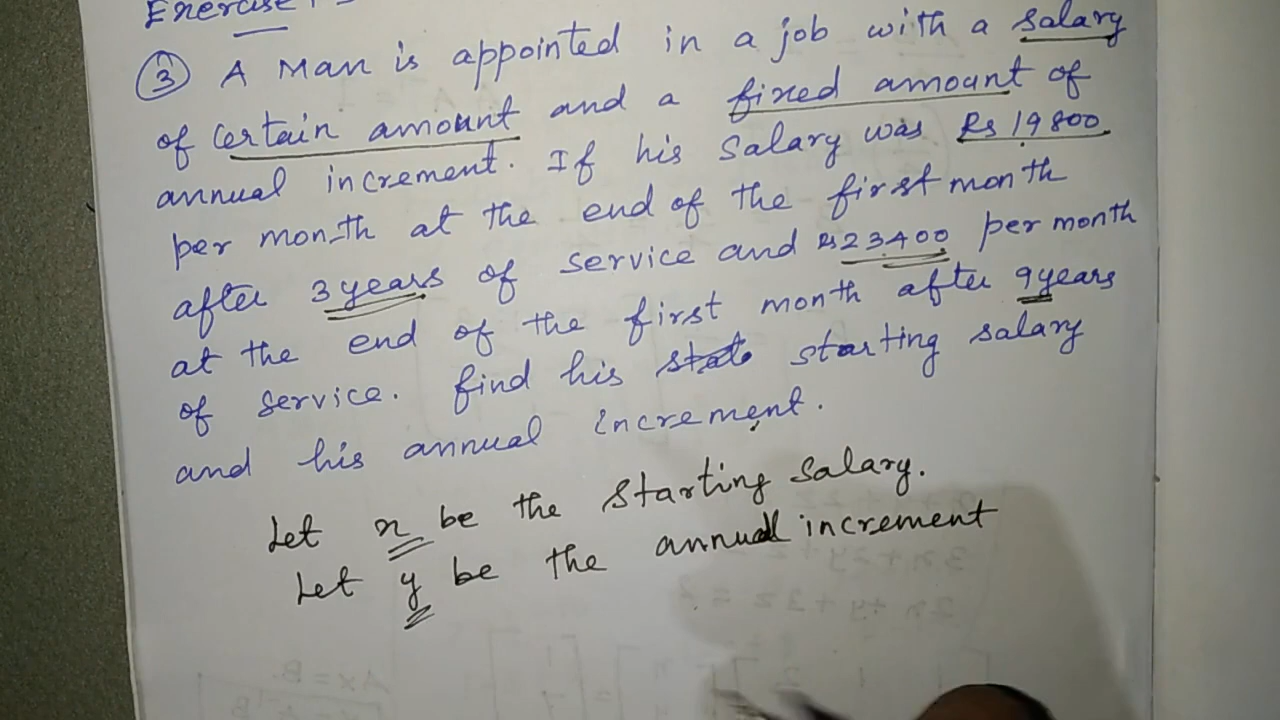 Exercise 1
③ A Man is appointed in a job with a salary
of certain amount and a fixed amount of
annual increment. If his salary was Rs 19800
per month at the end of the first month
after 3 years of service and Rs 23400 per month
at the end of the first month after 9 years
of service. find his starting salary
and his annual increment.
Let x be the starting salary.
Let y be the annual increment